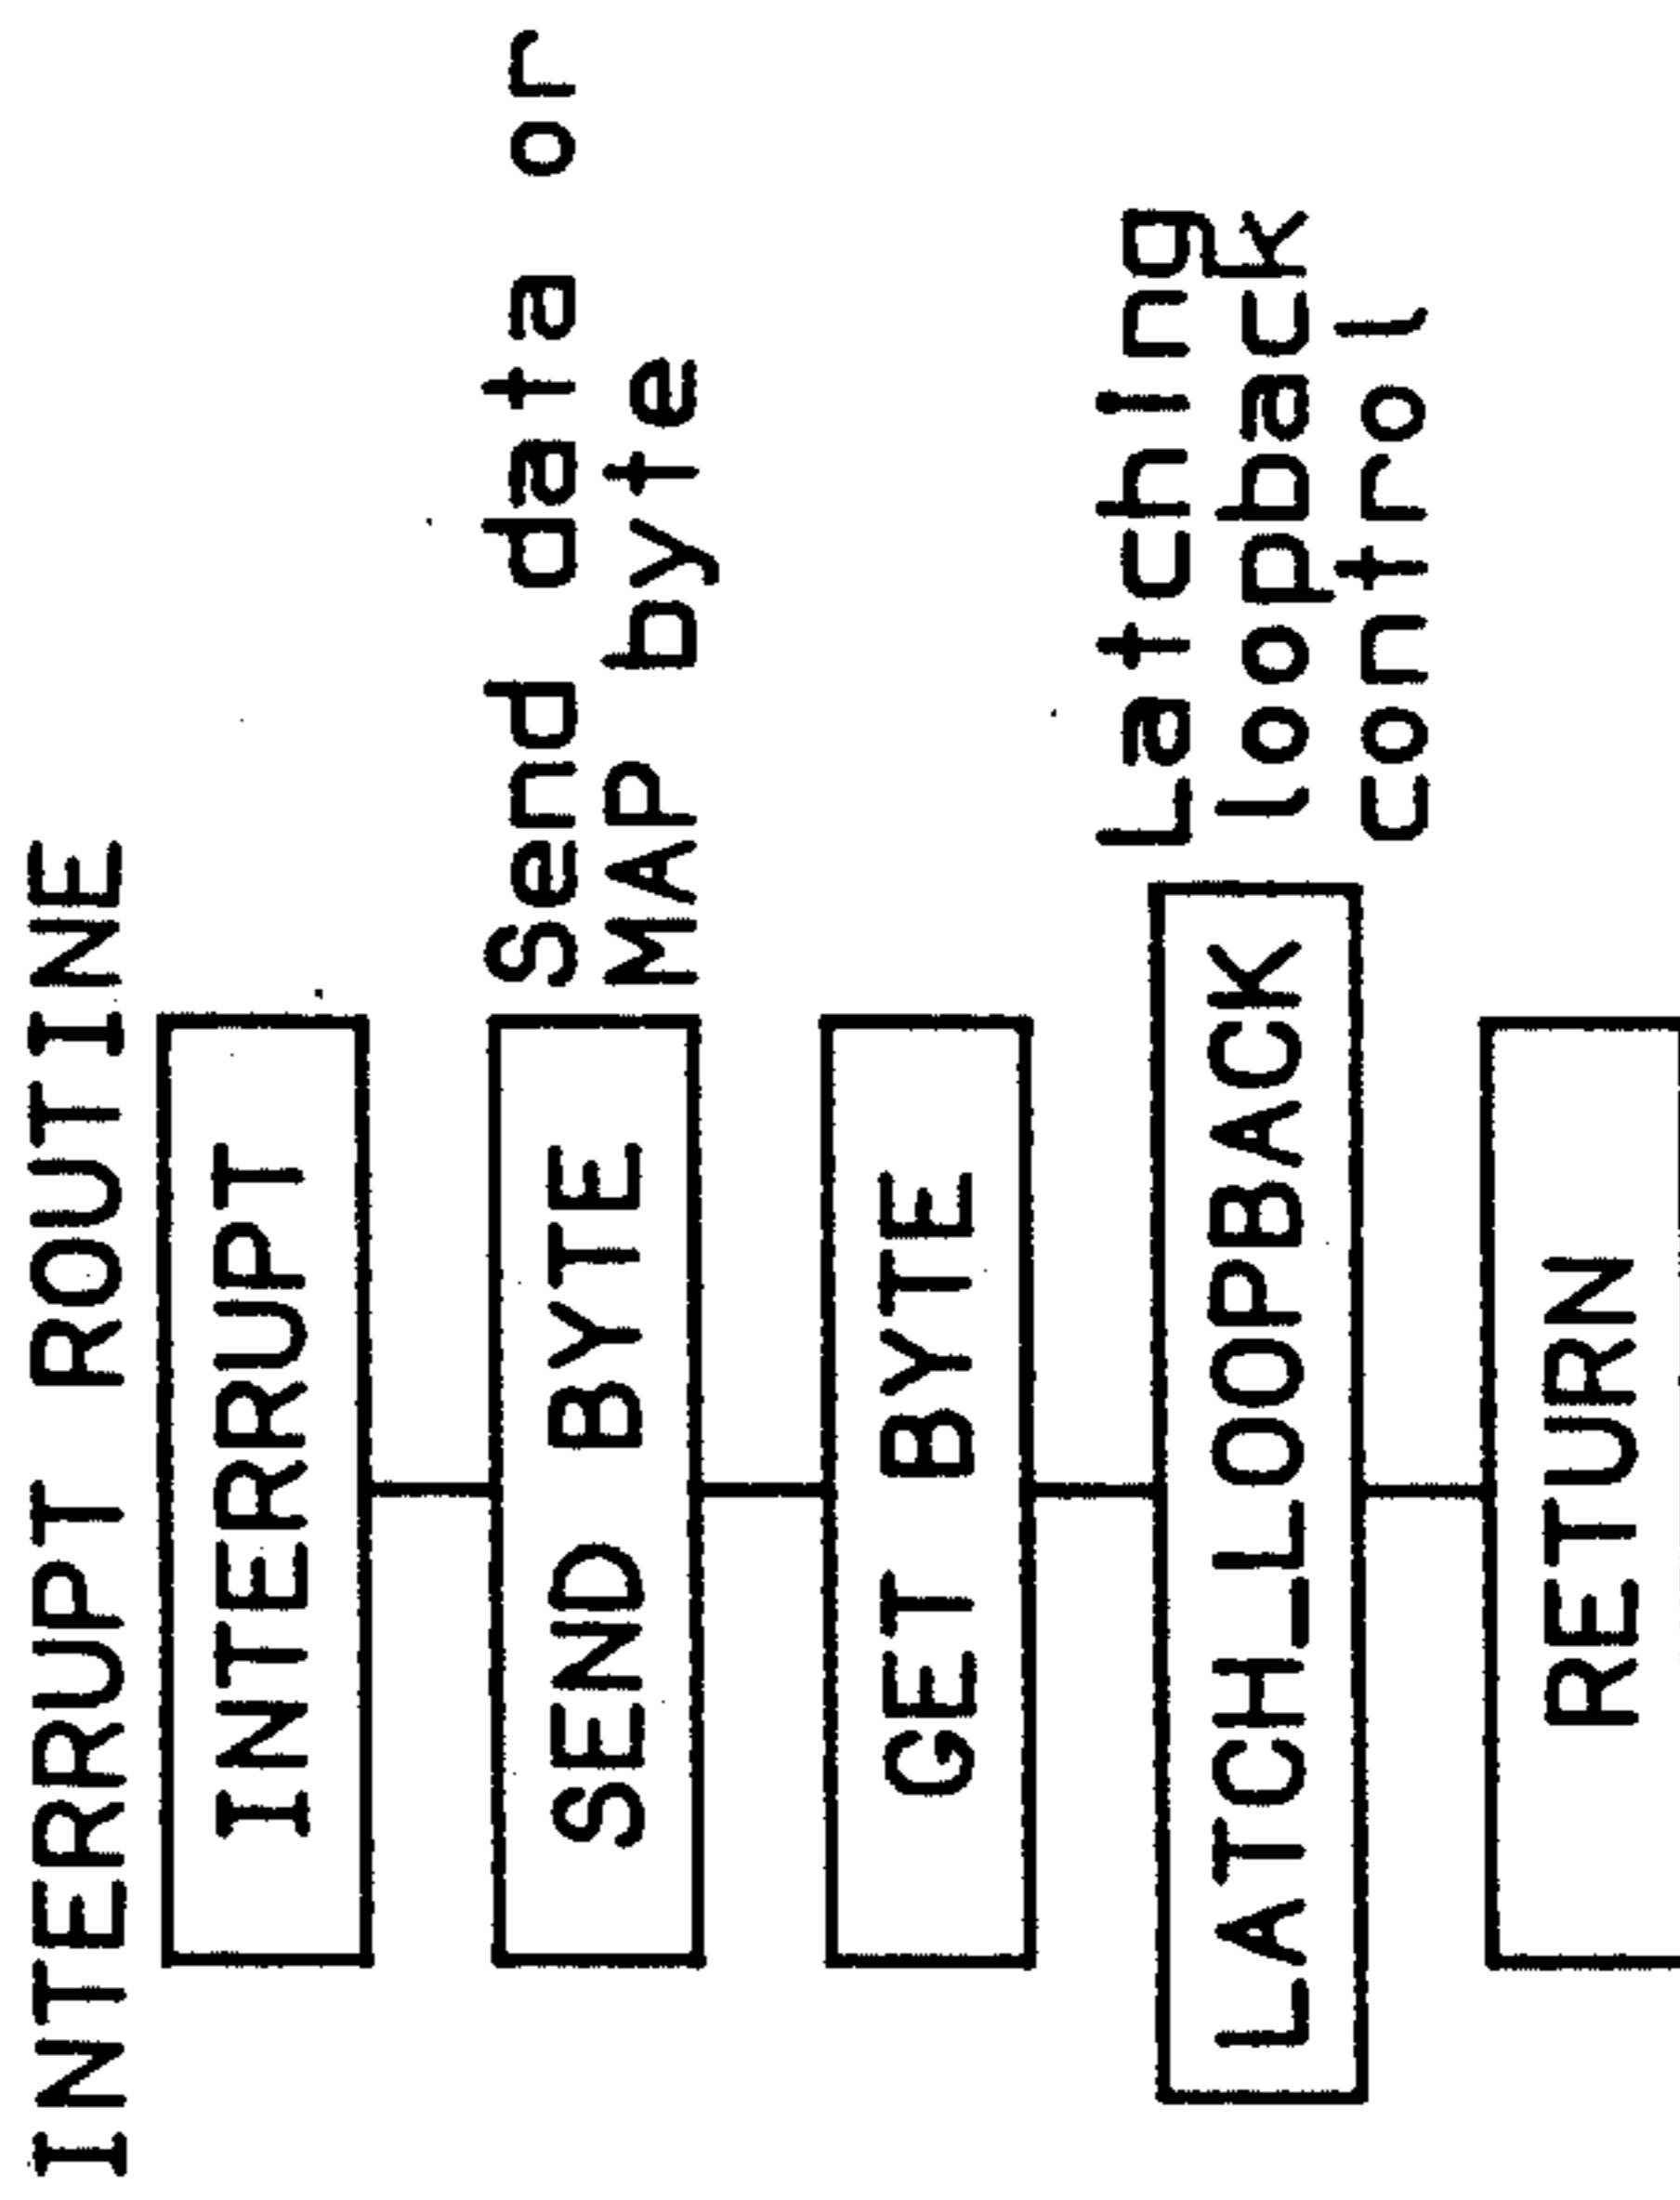 INTERRUPT ROUTINE
INTERRUPT
SEND BYTE
Send data or
MAP byte
GET BYTE
LATCH_LOOPBACK
Latching
loopback
control
RETURN